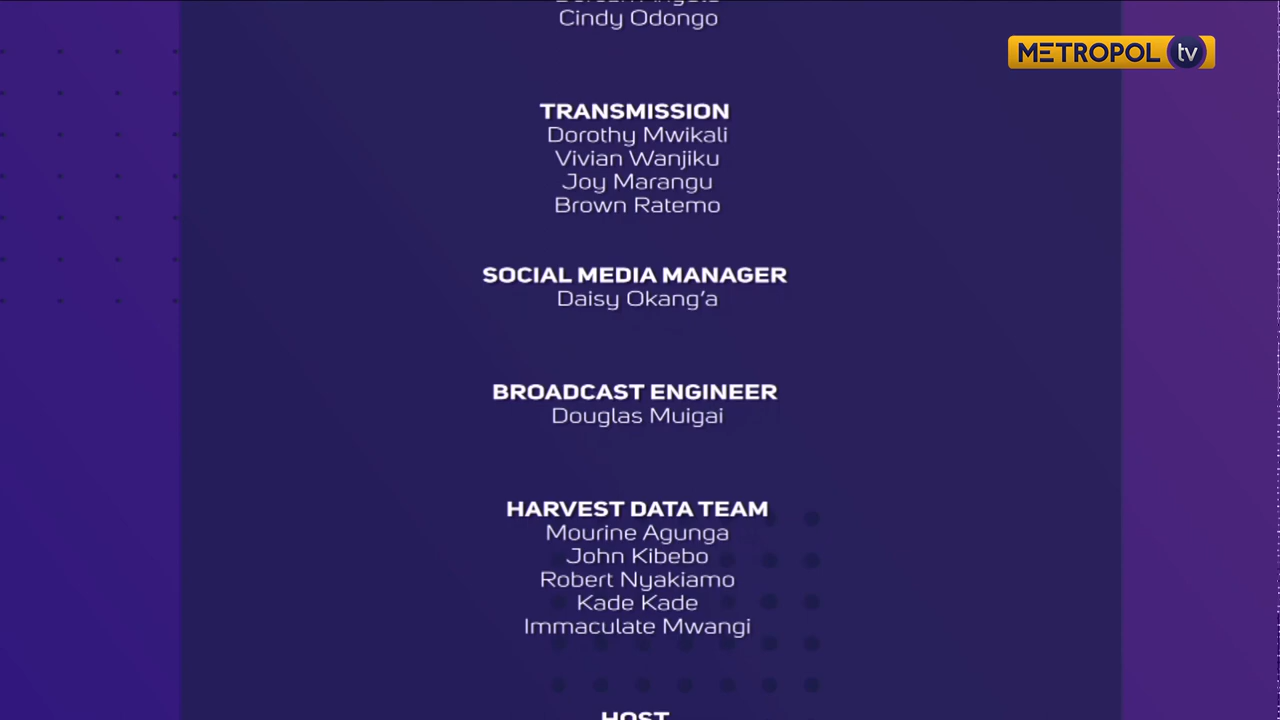 Cindy Odongo
METROPOL tv
TRANSMISSION
Dorothy Mwikali
Vivian Wanjiku
Joy Marangu
Brown Ratemo
SOCIAL MEDIA MANAGER
Daisy Okang’a
BROADCAST ENGINEER
Douglas Muigai
HARVEST DATA TEAM
Mourine Agunga
John Kibebo
Robert Nyakiamo
Kade Kade
Immaculate Mwangi
HOST